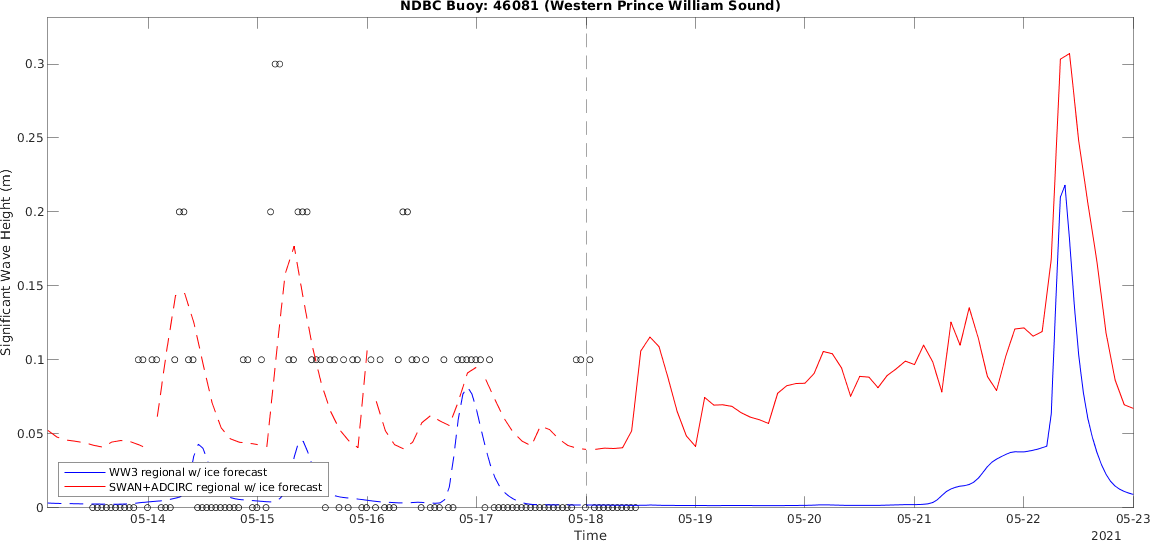 NDBC Buoy: 46081 (Western Prince William Sound)
Significant Wave Height (m)
0.3
0.25
0.2
0.15
0.1
0.05
0
WW3 regional w/ ice forecast
SWAN+ADCIRC regional w/ ice forecast
05-14 05-15 05-16 05-17 05-18 05-19 05-20 05-21 05-22 05-23
Time
2021